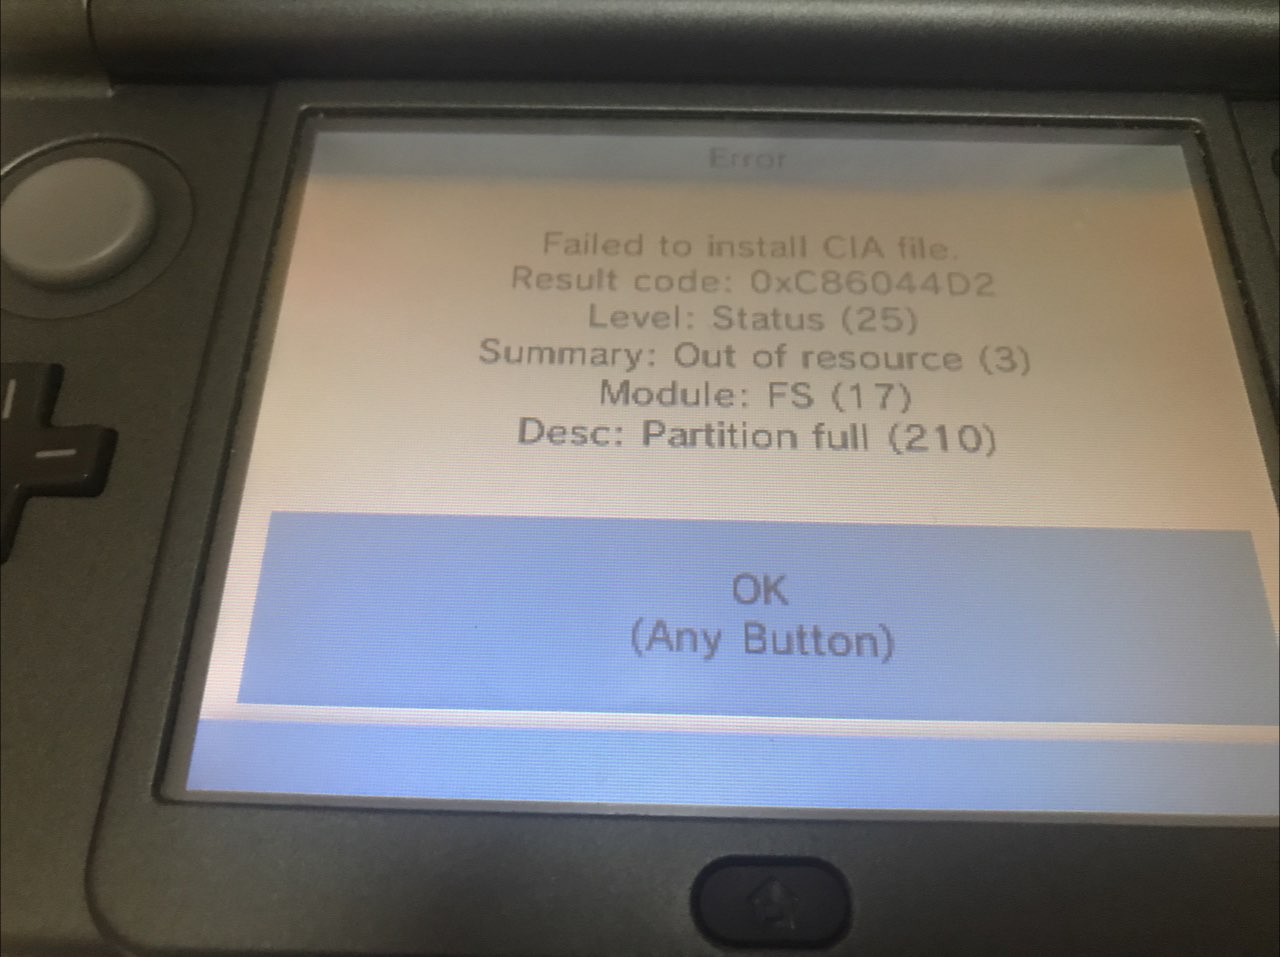 Error
Failed to install CIA file.
Result code: 0xC86044D2
Level: Status (25)
Summary: Out of resource (3)
Module: FS (17)
Desc: Partition full (210)
OK
(Any Button)